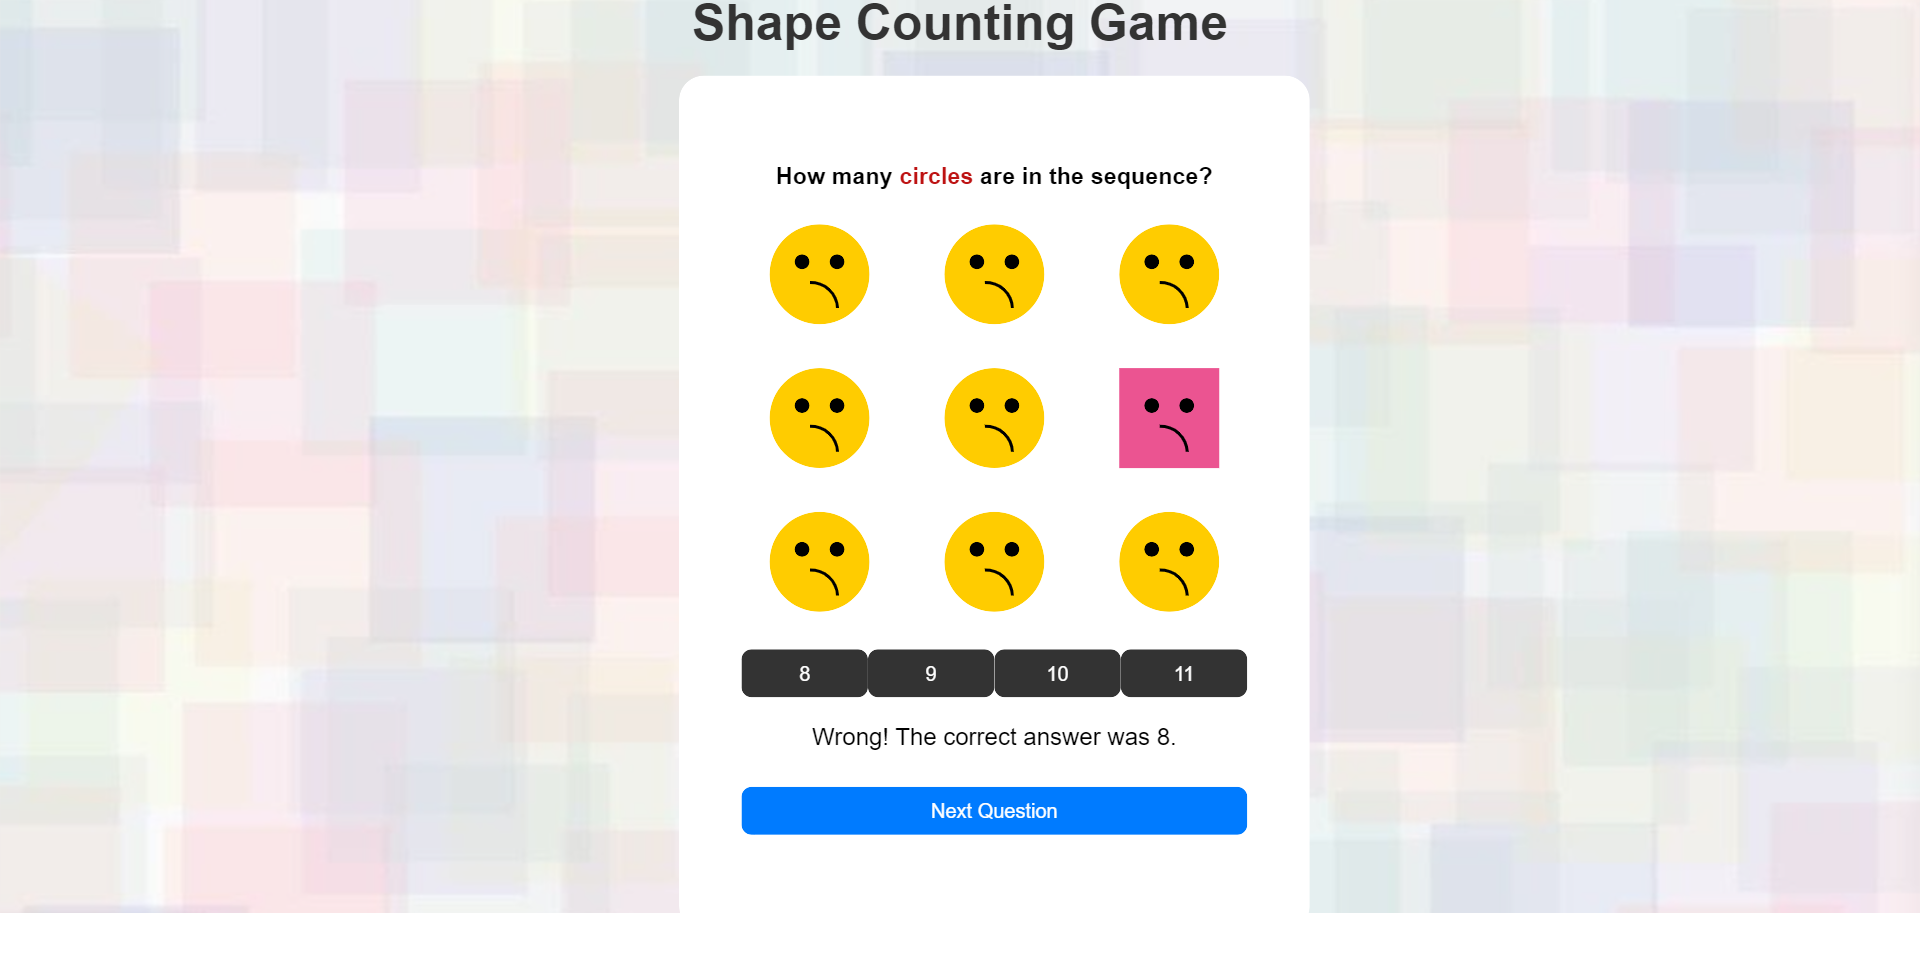 Shape Counting Game
How many circles are in the sequence?
8 9 10 11
Wrong! The correct answer was 8.
Next Question